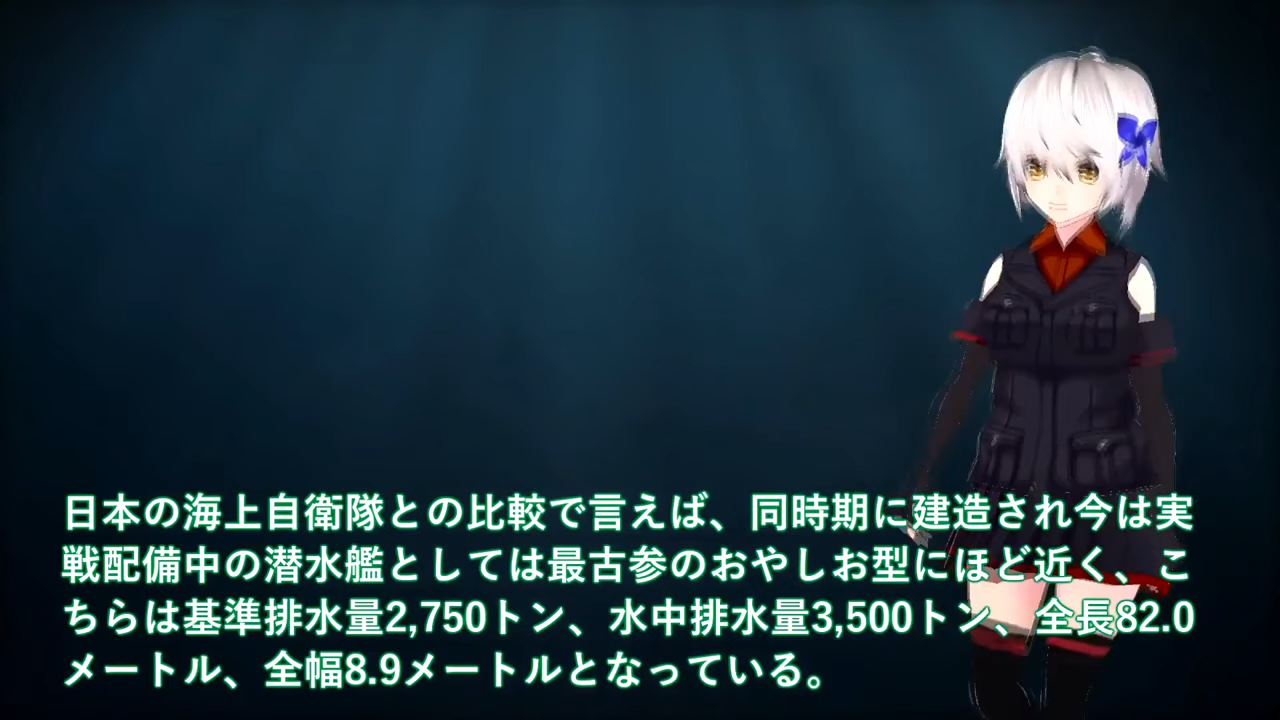 日本の海上自衛隊との比較で言えば、同時期に建造され今は実
戦配備中の潜水艦としては最古参のおやしお型にほど近く、こ
ちらは基準排水量2,750トン、水中排水量3,500トン、全長82.0
メートル、全幅8.9メートルとなっている。